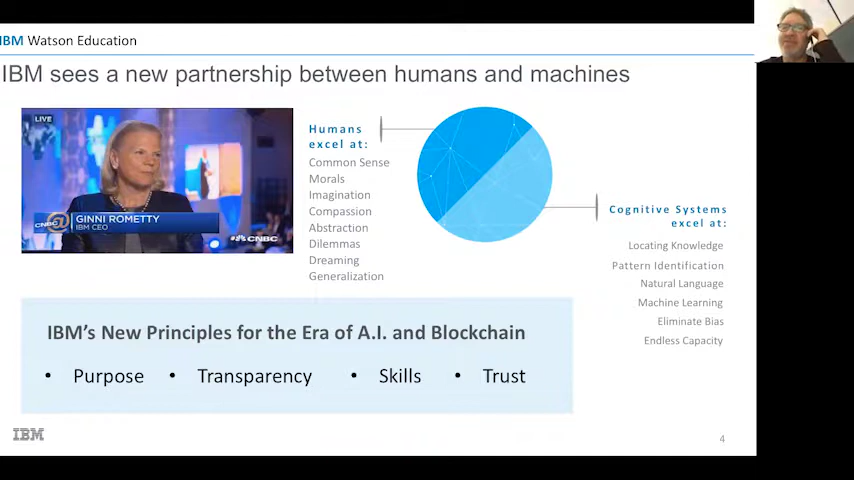 IBM Watson Education
IBM sees a new partnership between humans and machines
LIVE
CNBC
GINNI ROMETTY
IBM CEO
CNBC
Humans
excel at:
Common Sense
Morals
Imagination
Compassion
Abstraction
Dilemmas
Dreaming
Generalization
Cognitive Systems
excel at:
Locating Knowledge
Pattern Identification
Natural Language
Machine Learning
Eliminate Bias
Endless Capacity
IBM's New Principles for the Era of A.I. and Blockchain
• Purpose • Transparency • Skills • Trust
IBM
4